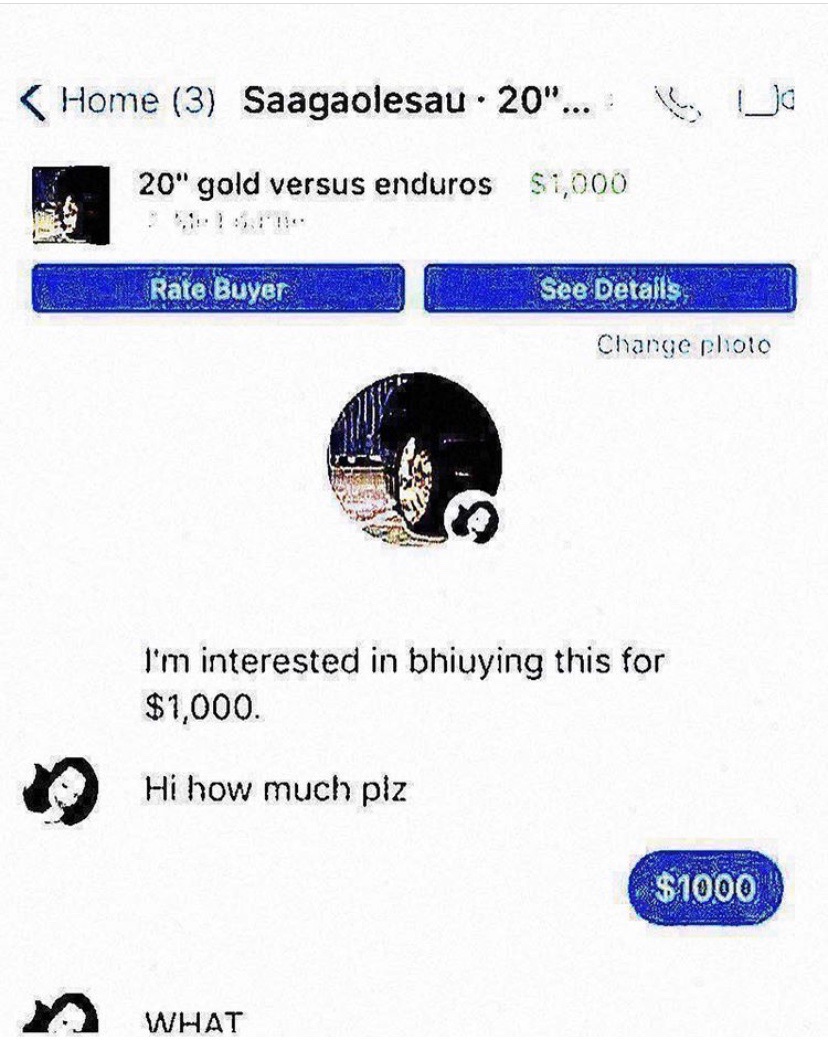 Home (3) Saagaolesau · 20"...
20" gold versus enduros $1,000
Rate Buyer See Details
Change photo
I'm interested in bhiuying this for
$1,000.
Hi how much plz
$1000
WHAT